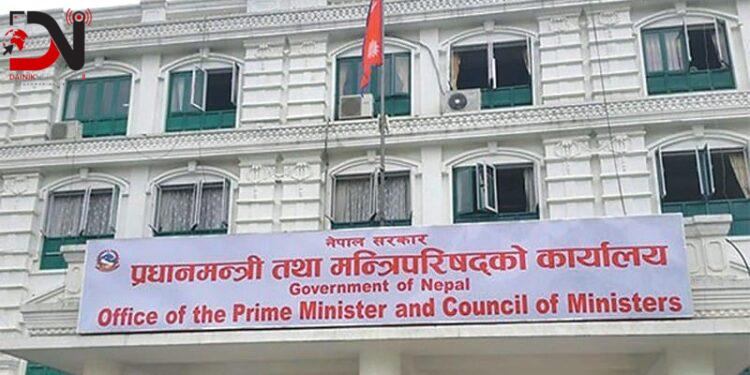 DN
DAINIK
नेपाल सरकार
प्रधानमन्त्री तथा मन्त्रिपरिषद्को कार्यालय
Government of Nepal
Office of the Prime Minister and Council of Ministers